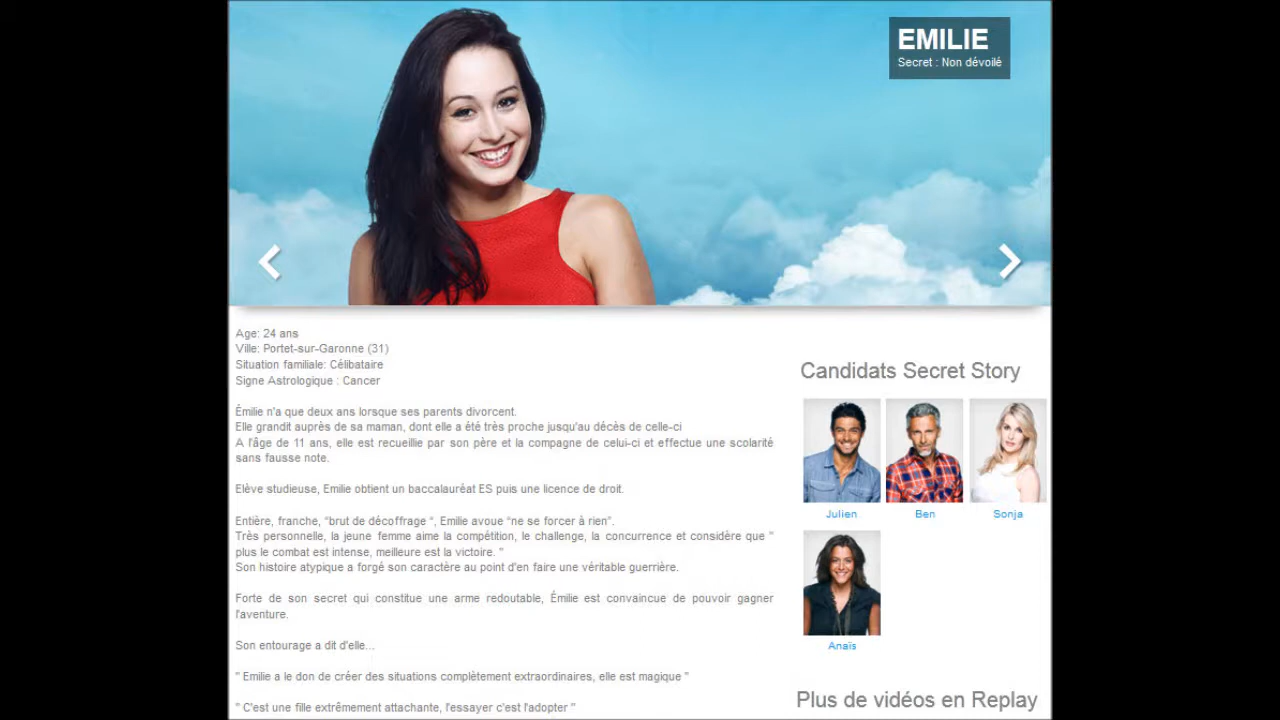 EMILIE
Secret : Non dévoilé
Age: 24 ans
Ville: Portet-sur-Garonne (31)
Situation familiale: Célibataire
Signe Astrologique : Cancer
Émilie n'a que deux ans lorsque ses parents divorcent.
Elle grandit auprès de sa maman, dont elle a été très proche jusqu'au décès de celle-ci
A l'âge de 11 ans, elle est recueillie par son père et la compagne de celui-ci et effectue une scolarité
sans fausse note.
Elève studieuse, Emilie obtient un baccalauréat ES puis une licence de droit.
Entière, franche, “brut de décoffrage “, Emilie avoue “ne se forcer à rien”.
Très personnelle, la jeune femme aime la compétition, le challenge, la concurrence et considère que "
plus le combat est intense, meilleure est la victoire. "
Son histoire atypique a forgé son caractère au point d'en faire une véritable guerrière.
Forte de son secret qui constitue une arme redoutable, Émilie est convaincue de pouvoir gagner
l'aventure.
Son entourage a dit d'elle...
" Emilie a le don de créer des situations complètement extraordinaires, elle est magique "
" C'est une fille extrêmement attachante, l'essayer c'est l'adopter "
Candidats Secret Story
Julien
Ben
Sonja
Anaïs
Plus de vidéos en Replay